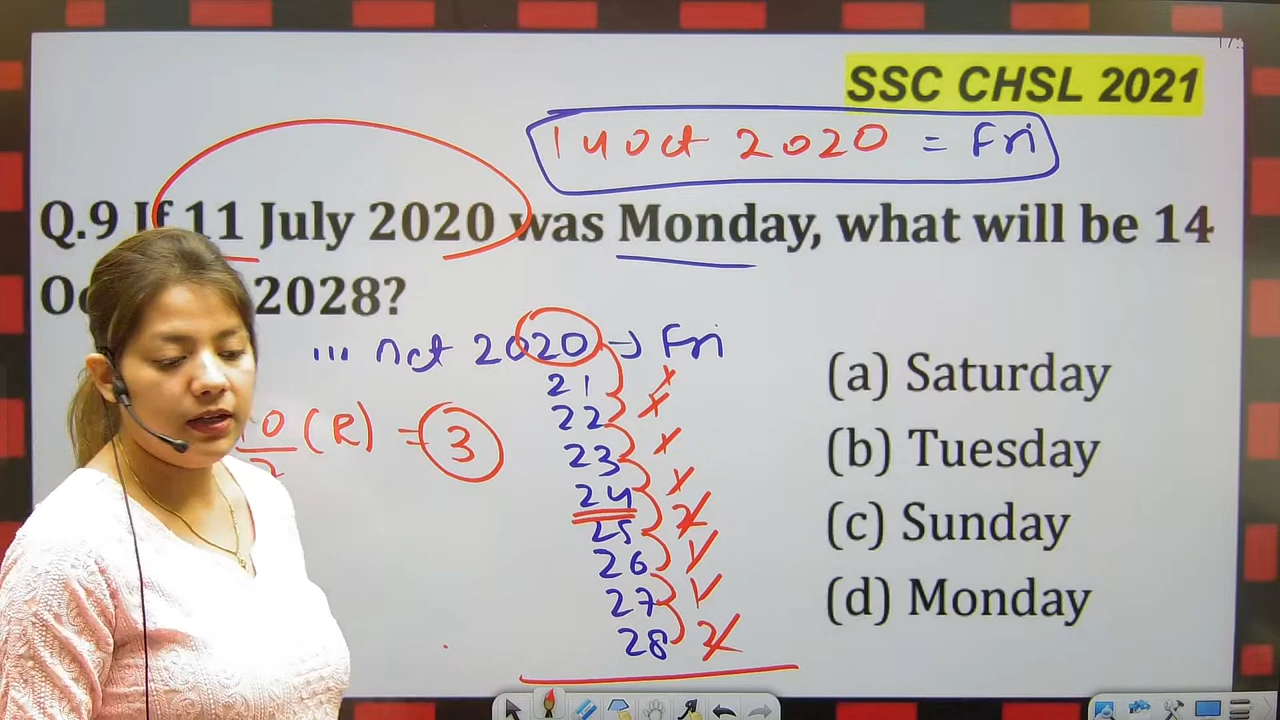 SSC CHSL 2021
14 Oct 2020 = Fri
Q.9 If 11 July 2020 was Monday, what will be 14
2028?
Oct 2020 → Fri
21
22
23
24
25
26
27
28
(R) = 3
(a) Saturday
(b) Tuesday
(c) Sunday
(d) Monday